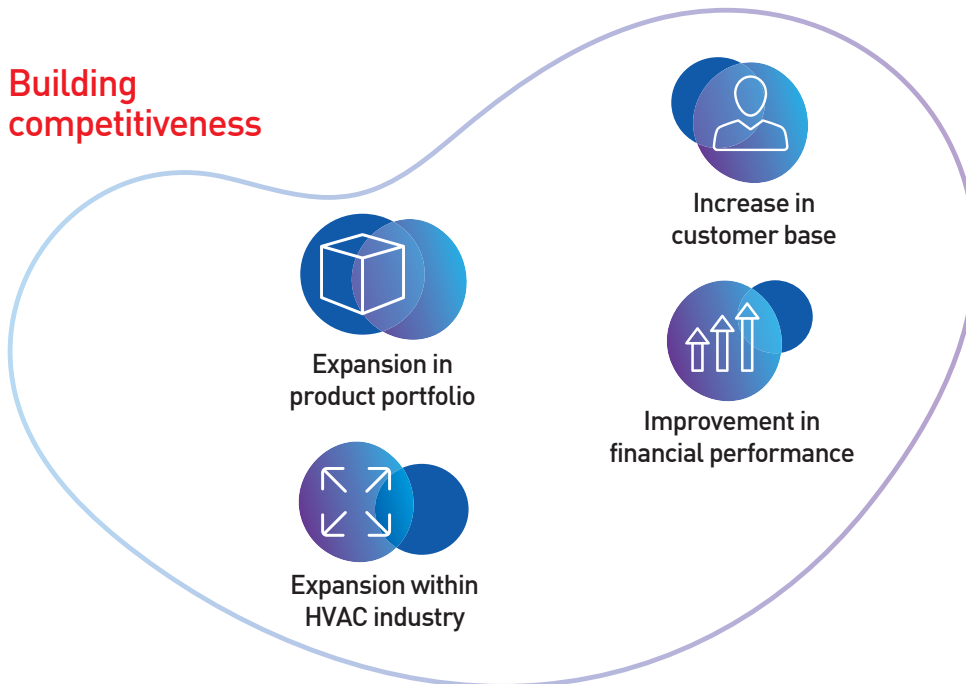 Building
competitiveness
Increase in
customer base
Expansion in
product portfolio
Improvement in
financial performance
Expansion within
HVAC industry